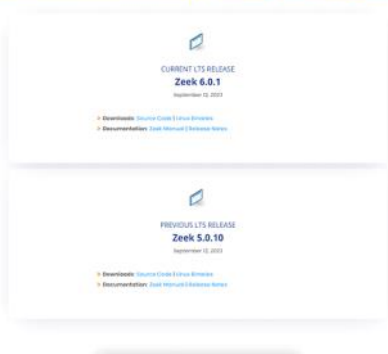 CURRENT LTS RELEASE
Zeek 6.0.1
September 12, 2023
> Downloads: Source Code | Linux Binaries
> Documentation: Zeek Manual | Release Notes
PREVIOUS LTS RELEASE
Zeek 5.0.10
September 12, 2023
> Downloads: Source Code | Linux Binaries
> Documentation: Zeek Manual | Release Notes